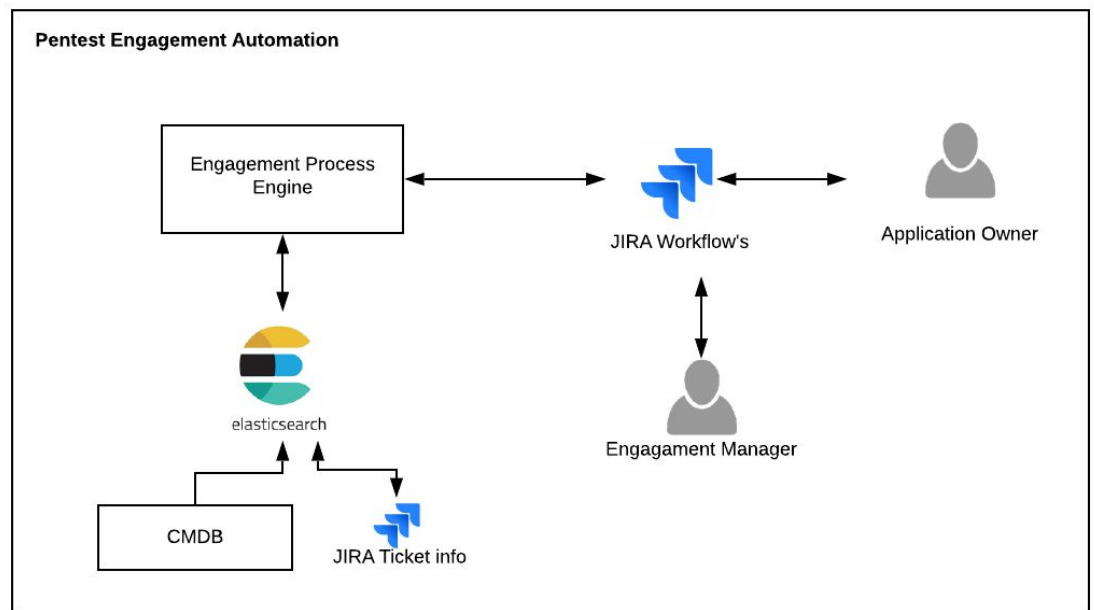 Pentest Engagement Automation
Engagement Process
Engine
JIRA Workflow's
Application Owner
elasticsearch
Engagament Manager
CMDB
JIRA Ticket info